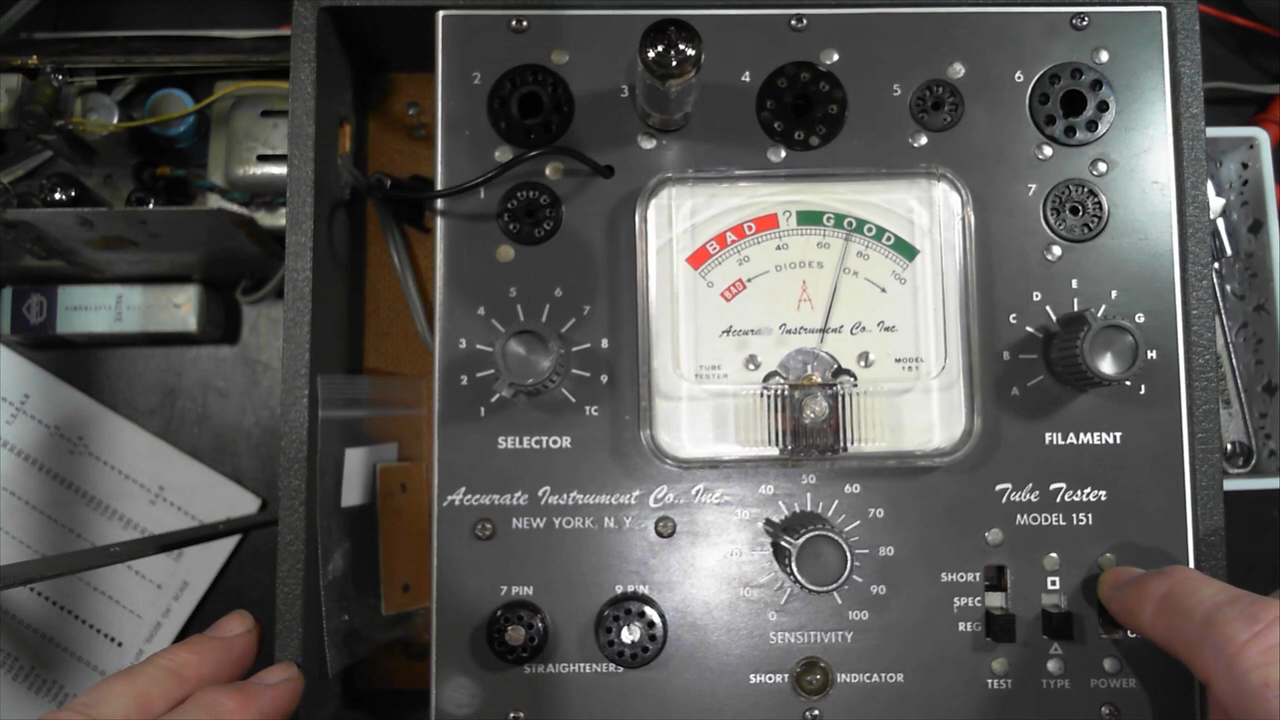 2
3
4
5
6
1
7
BAD ? GOOD
0 20 40 60 80 100
BAD DIODES OK
A
Accurate Instrument Co., Inc.
TUBE TESTER
MODEL 151
1 2 3 4 5 6 7 8 9 TC
SELECTOR
A B C D E F G H J
FILAMENT
Accurate Instrument Co., Inc.
NEW YORK, N.Y.
Tube Tester
MODEL 151
0 10 20 30 40 50 60 70 80 90 100
SENSITIVITY
7 PIN
9 PIN
STRAIGHTENERS
SHORT INDICATOR
SHORT
SPEC
REG
TEST
TYPE
POWER